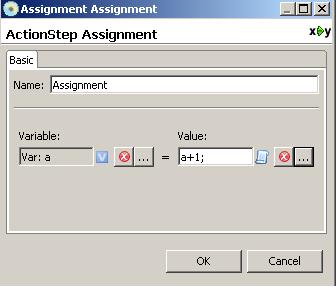 Assignment Assignment
ActionStep Assignment
x y
Basic
Name: Assignment
Variable: Value:
Var: a V x ... = a+1; x ...
OK Cancel